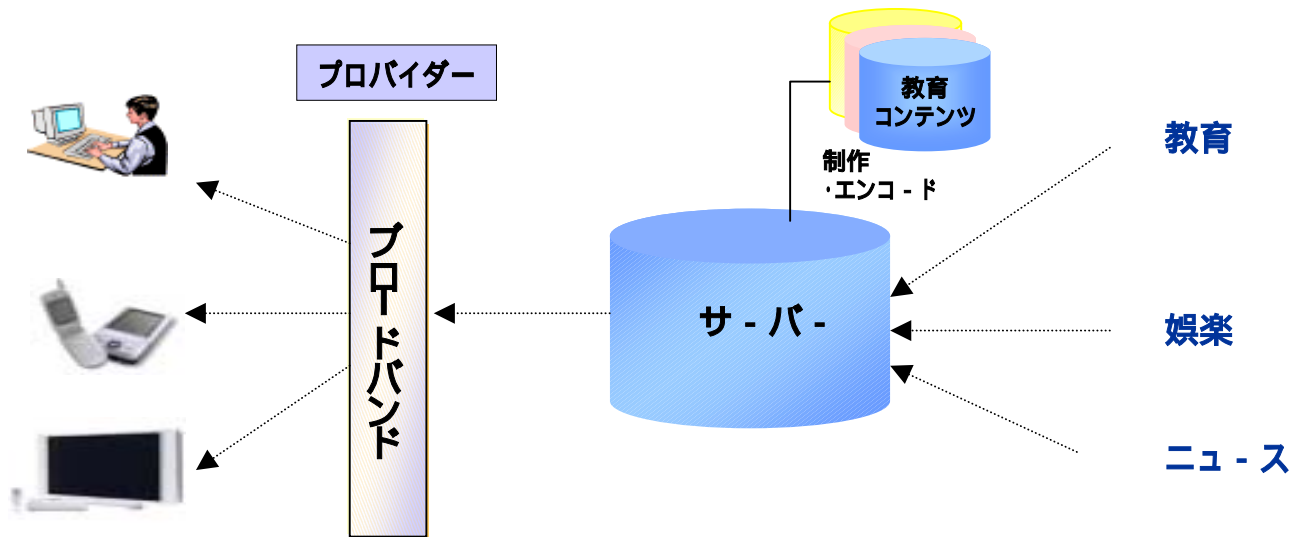 プロバイダー
ブロードバンド
教育
コンテンツ
制作
・エンコ - ド
サ - バ -
教育
娯楽
ニュ - ス